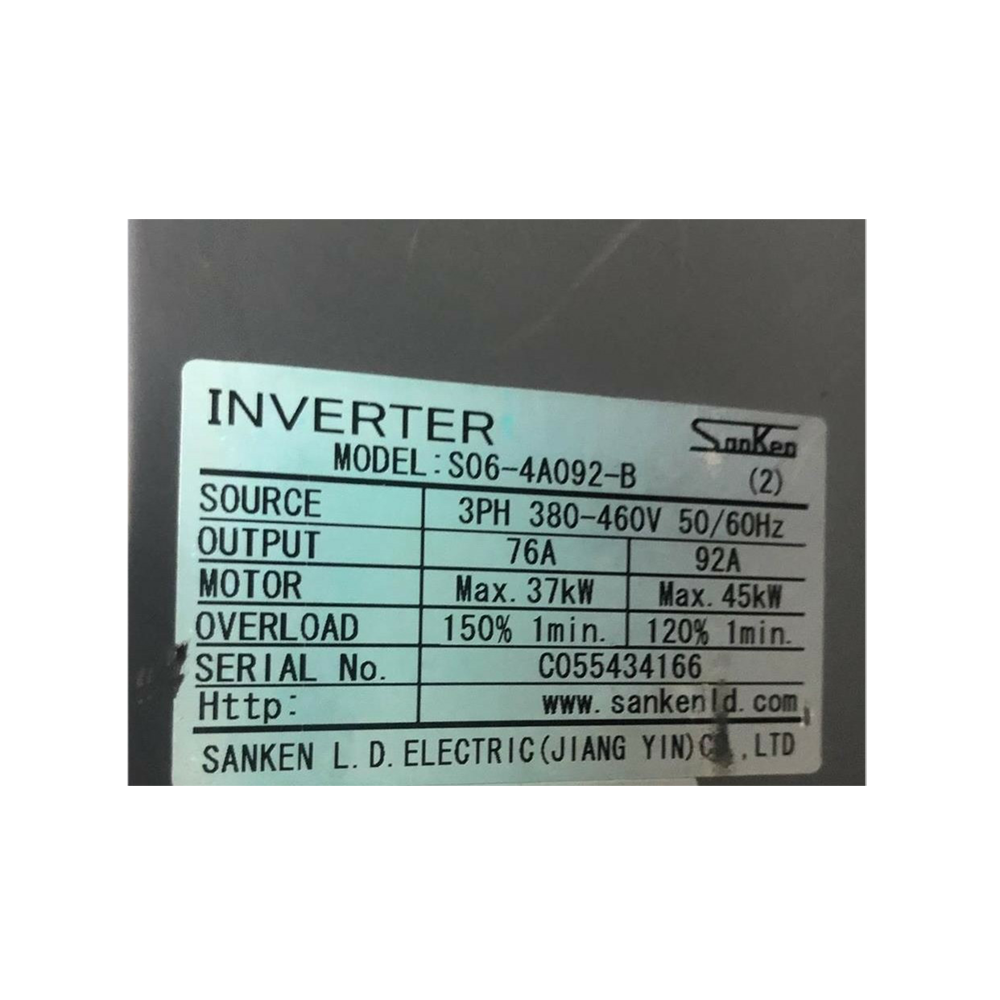 INVERTER SanKen
MODEL:S06-4A092-B (2)
SOURCE 3PH 380-460V 50/60Hz
OUTPUT 76A 92A
MOTOR Max. 37kW Max. 45kW
OVERLOAD 150% 1min. 120% 1min.
SERIAL No. C055434166
Http: www.sankenld.com
SANKEN L.D.ELECTRIC(JIANG YIN) ,LTD